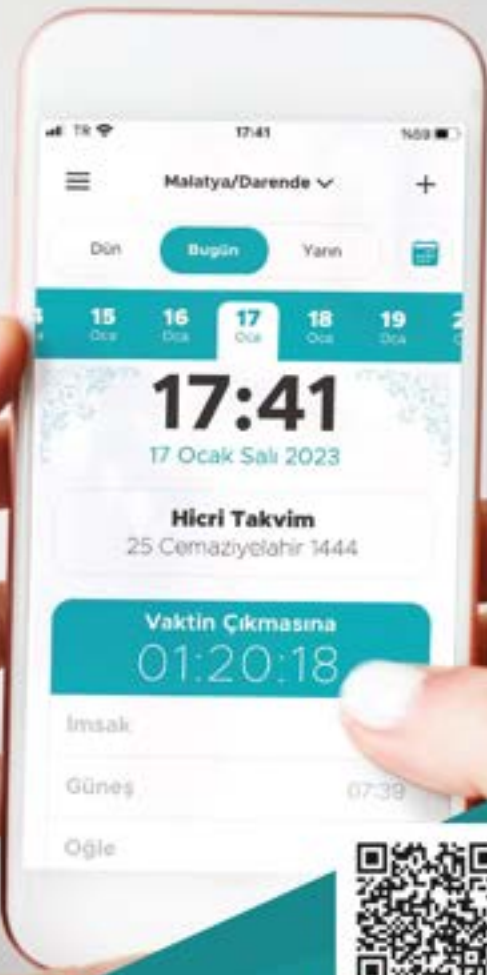 TR 17:41 %69
Malatya/Darende
Dün Bugün Yarın
15 16 17 18 19
Oca Oca Oca Oca Oca
17:41
17 Ocak Salı 2023
Hicri Takvim
25 Cemaziyelahir 1444
Vaktin Çıkmasına
01:20:18
İmsak
Güneş 07:39
Öğle